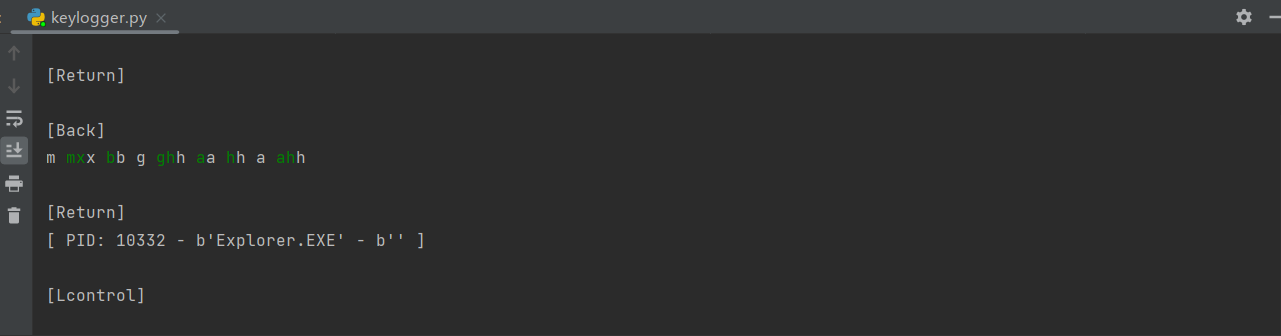 keylogger.py
[Return]
[Back]
m mxx bb g ghh aa hh a ahh
[Return]
[ PID: 10332 - b'Explorer.EXE' - b'' ]
[Lcontrol]